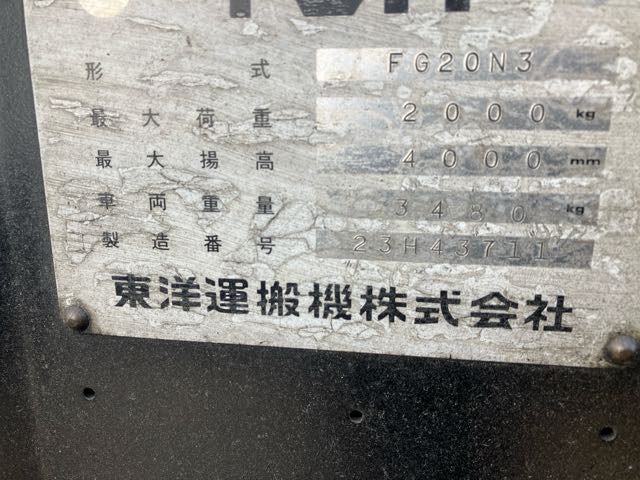 形式 FG20N3
最大荷重 2000 kg
最大揚高 4000 mm
車両重量 3480 kg
製造番号 23H43711
東洋運搬機株式会社